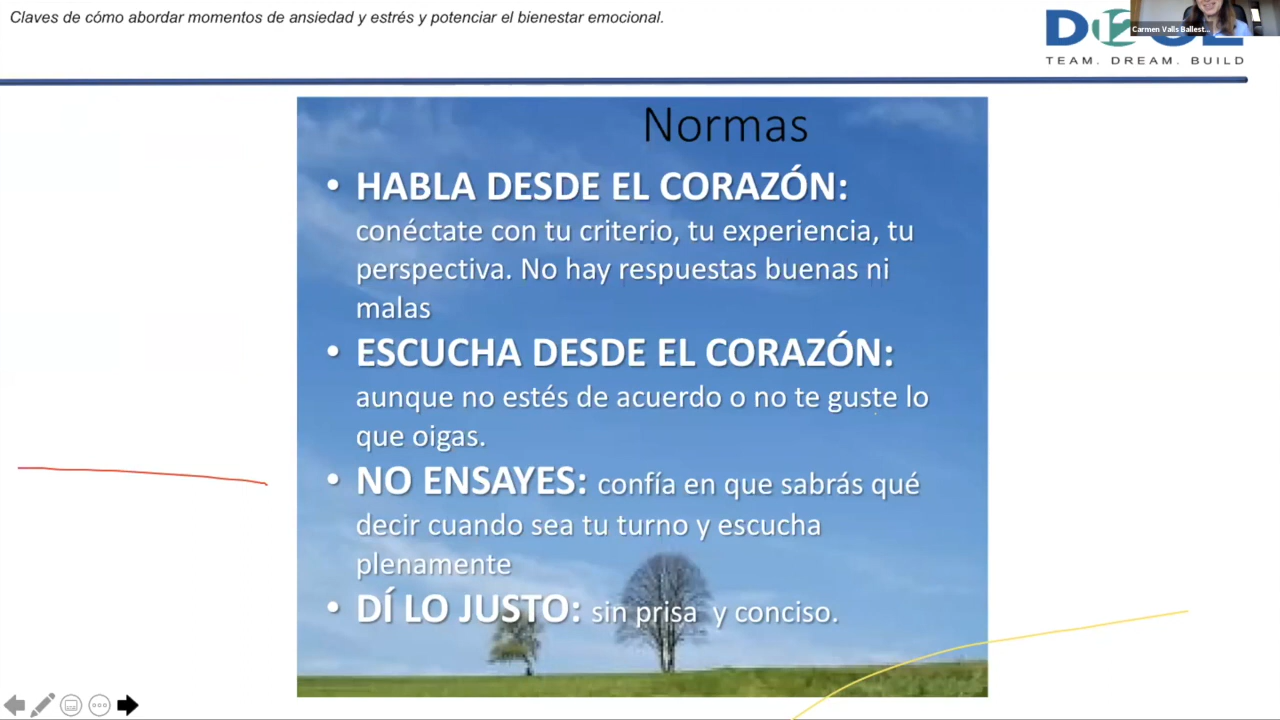 Claves de cómo abordar momentos de ansiedad y estrés y potenciar el bienestar emocional.
Carmen Valls Ballest...
TEAM. DREAM. BUILD
Normas
• HABLA DESDE EL CORAZÓN:
conéctate con tu criterio, tu experiencia, tu
perspectiva. No hay respuestas buenas ni
malas
• ESCUCHA DESDE EL CORAZÓN:
aunque no estés de acuerdo o no te guste lo
que oigas.
• NO ENSAYES: confía en que sabrás qué
decir cuando sea tu turno y escucha
plenamente
• DÍ LO JUSTO: sin prisa y conciso.